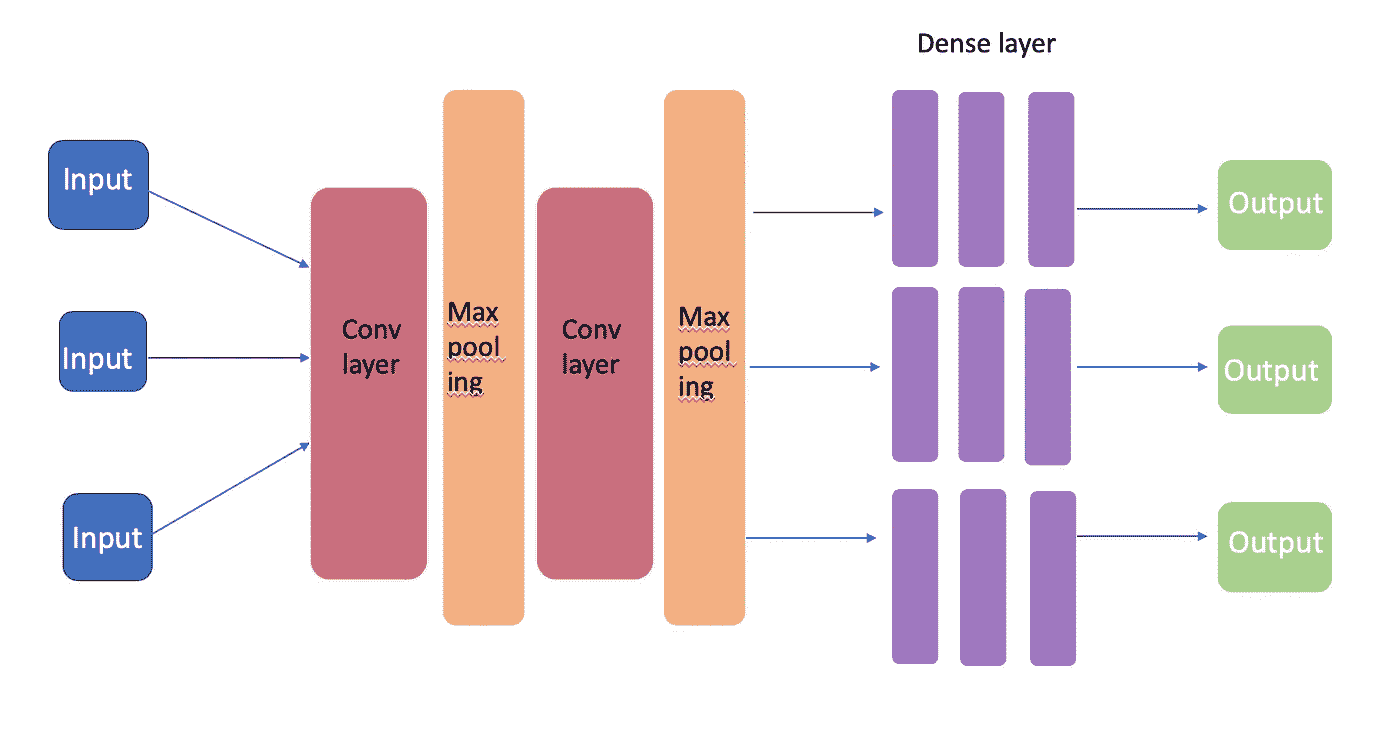 Dense layer
Input
Input
Input
Conv
layer
Max
pool
ing
Conv
layer
Max
pool
ing
Output
Output
Output